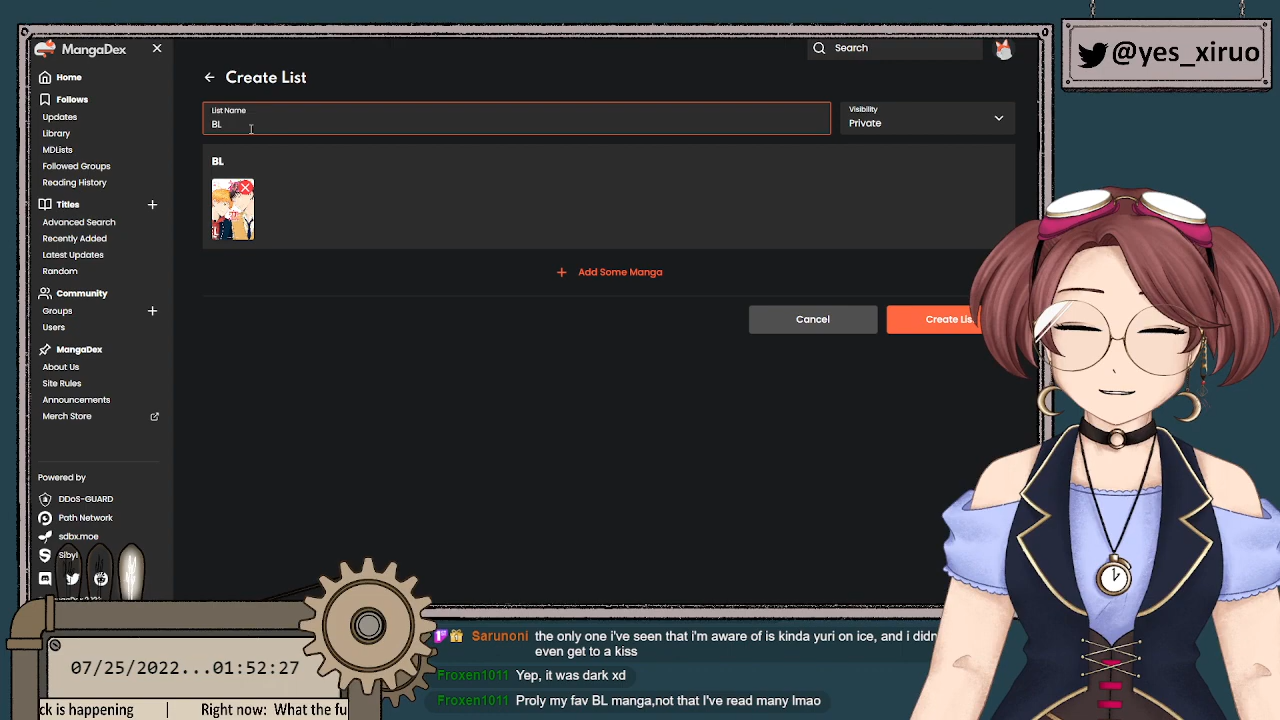 MangaDex
Search
@yes_xiruo
Home
Follows
Updates
Library
MDLists
Followed Groups
Reading History
Titles
Advanced Search
Recently Added
Latest Updates
Random
Community
Groups
Users
MangaDex
About Us
Site Rules
Announcements
Merch Store
Powered by
DDoS-GUARD
Path Network
sdbx.moe
Create List
List Name
BL
Visibility
Private
BL
Add Some Manga
Cancel
Create Lis
07/25/2022...01:52:27
ck is happening | Right now: What the fu
Sarunoni the only one i've seen that i'm aware of is kinda yuri on ice, and i didn
even get to a kiss
Froxen1011 Yep, it was dark xd
Froxen1011 Proly my fav BL manga,not that I've read many lmao